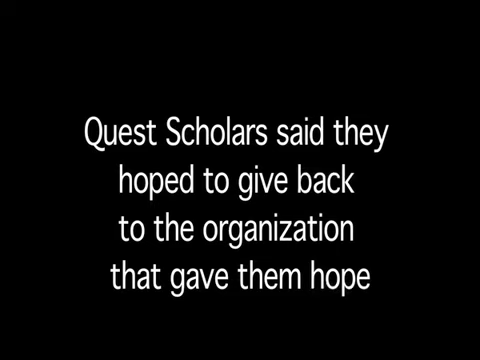 Quest Scholars said they
hoped to give back
to the organization
that gave them hope